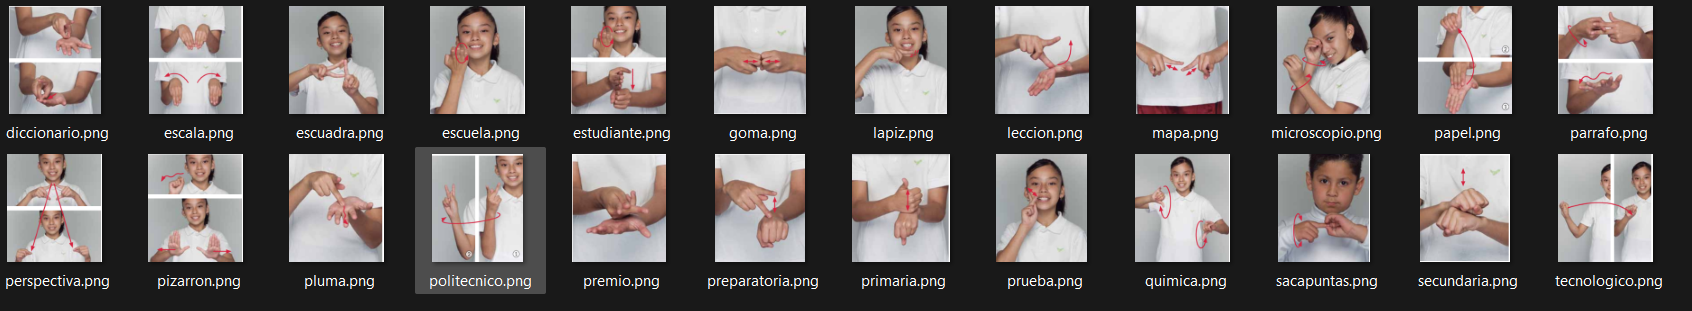 diccionario.png escala.png escuadra.png escuela.png estudiante.png goma.png lapiz.png leccion.png mapa.png microscopio.png papel.png parrafo.png
perspectiva.png pizarron.png pluma.png politecnico.png premio.png preparatoria.png primaria.png prueba.png quimica.png sacapuntas.png secundaria.png tecnologico.png